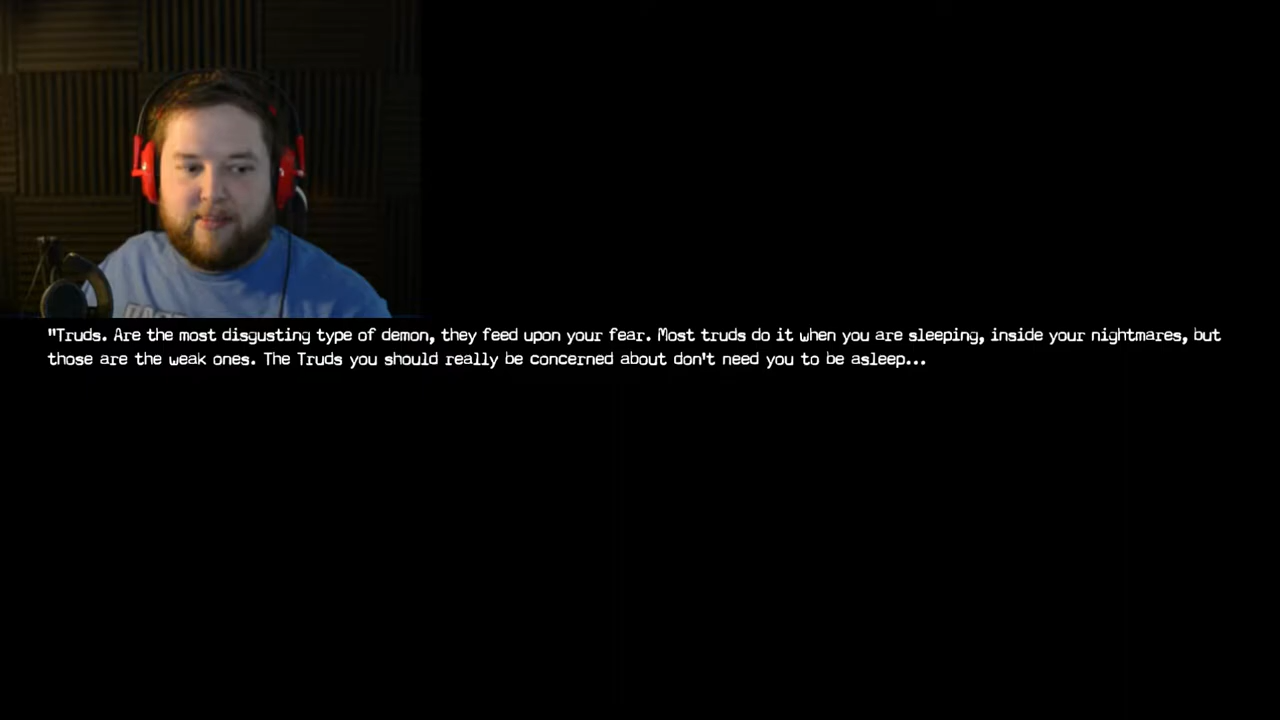 "Truds. Are the most disgusting type of demon, they feed upon your fear. Most truds do it when you are sleeping, inside your nightmares, but
those are the weak ones. The Truds you should really be concerned about don't need you to be asleep...